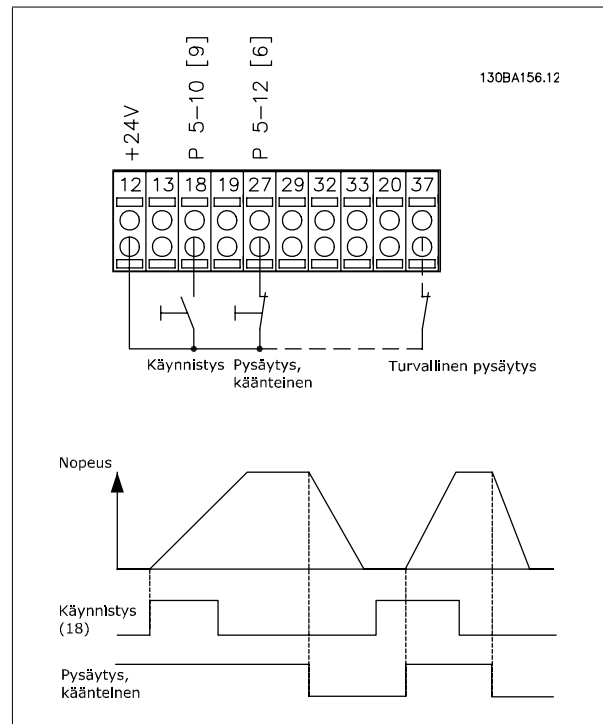 130BA156.12
+24V
P 5-10 [9]
P 5-12 [6]
12 13 18 19 27 29 32 33 20 37
Käynnistys
Pysäytys,
käänteinen
Turvallinen pysäytys
Nopeus
Käynnistys
(18)
Pysäytys,
käänteinen